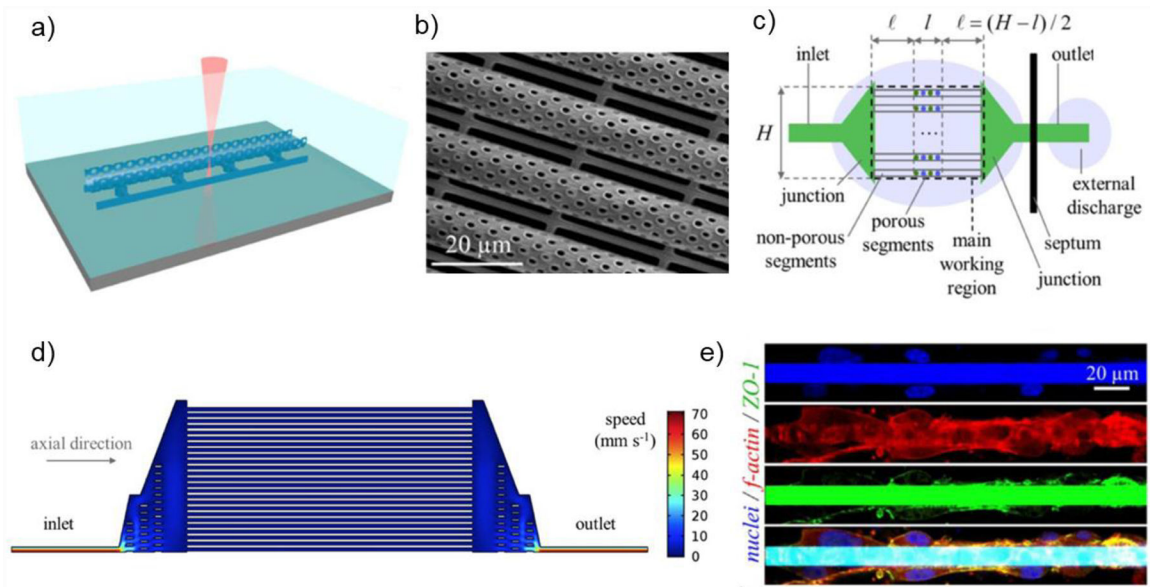 a)
b)
20 µm
c)
ℓ l ℓ = (H − l) / 2
inlet
outlet
H
...
junction
non-porous
segments
porous
segments
main
working
region
external
discharge
septum
junction
d)
axial direction
inlet
outlet
speed
(mm s⁻¹)
70
60
50
40
30
20
10
0
e)
nuclei / f-actin / ZO-1
20 µm